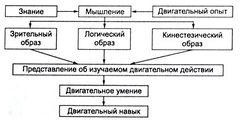 Знание Мышление Двигательный опыт
Зрительный Логический Кинестезический
образ образ образ
Представление об изучаемом двигательном действии
Двигательное умение
Двигательный навык